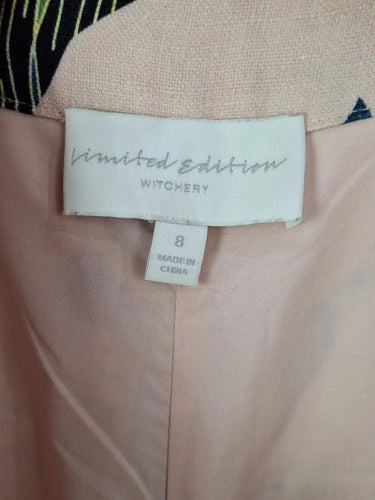 Limited Edition
WITCHERY
8
MADE IN
CHINA